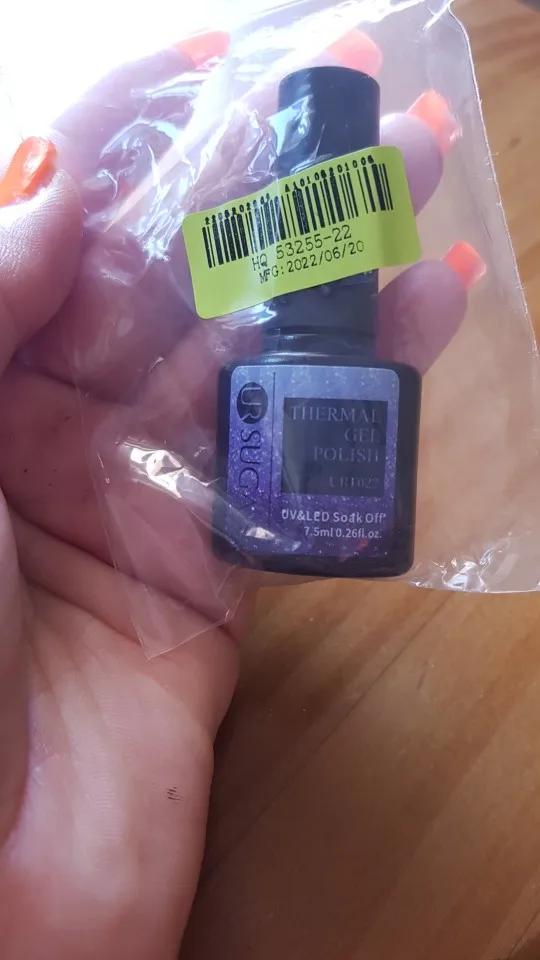 HQ 53255-22
MFG: 2022/06/20
UR SUG
THERMAL
GEL
POLISH
UV&LED Soak Off
7.5ml 0.26fl.oz.